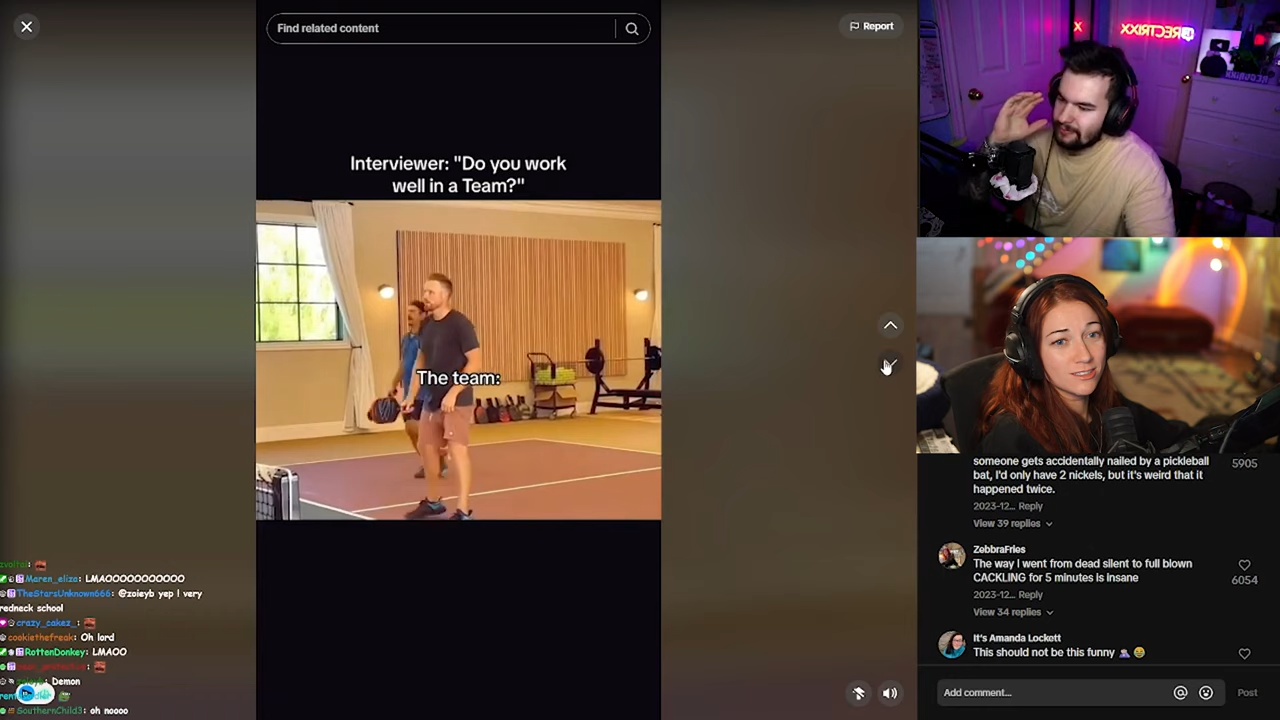 Find related content
Report
Interviewer: "Do you work
well in a Team?"
The team:
someone gets accidentally nailed by a pickleball
bat, I'd only have 2 nickels, but it's weird that it
happened twice.
5905
2023-12... Reply
View 39 replies
ZebbraFries
The way I went from dead silent to full blown
CACKLING for 5 minutes is insane
6054
2023-12... Reply
View 34 replies
It's Amanda Lockett
This should not be this funny
Add comment...
Post
Maren_eliza: LMAOOOOOOOOOOO
TheStarsUnknown666: @zoieyb yep I very
redneck school
crazy_cakez_:
cookiethefreak: Oh lord
RottenDonkey: LMAOO
Demon
SouthernChild3: oh noooo